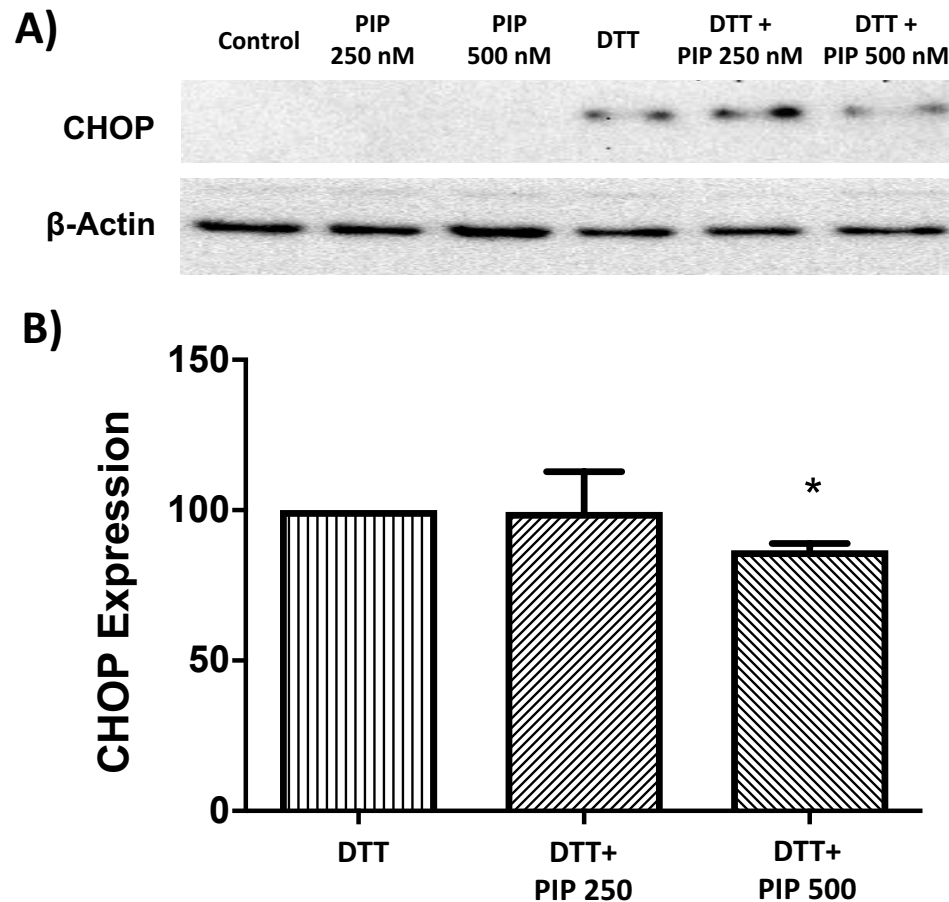 A)
Control
PIP
250 nM
PIP
500 nM
DTT
DTT +
PIP 250 nM
DTT +
PIP 500 nM
CHOP
β-Actin
B)
CHOP Expression
150
100
50
0
*
DTT
DTT+
PIP 250
DTT+
PIP 500